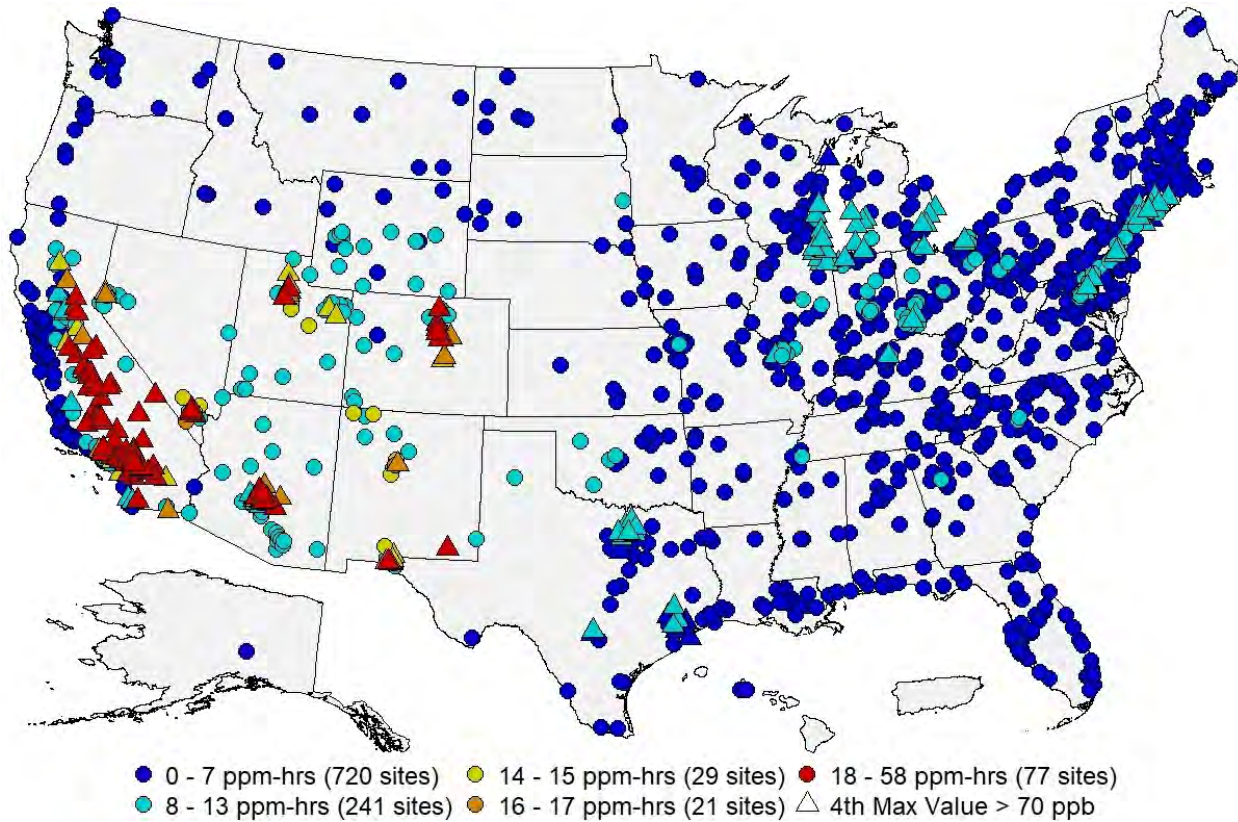 0 - 7 ppm-hrs (720 sites) 14 - 15 ppm-hrs (29 sites) 18 - 58 ppm-hrs (77 sites)
8 - 13 ppm-hrs (241 sites) 16 - 17 ppm-hrs (21 sites) 4th Max Value > 70 ppb